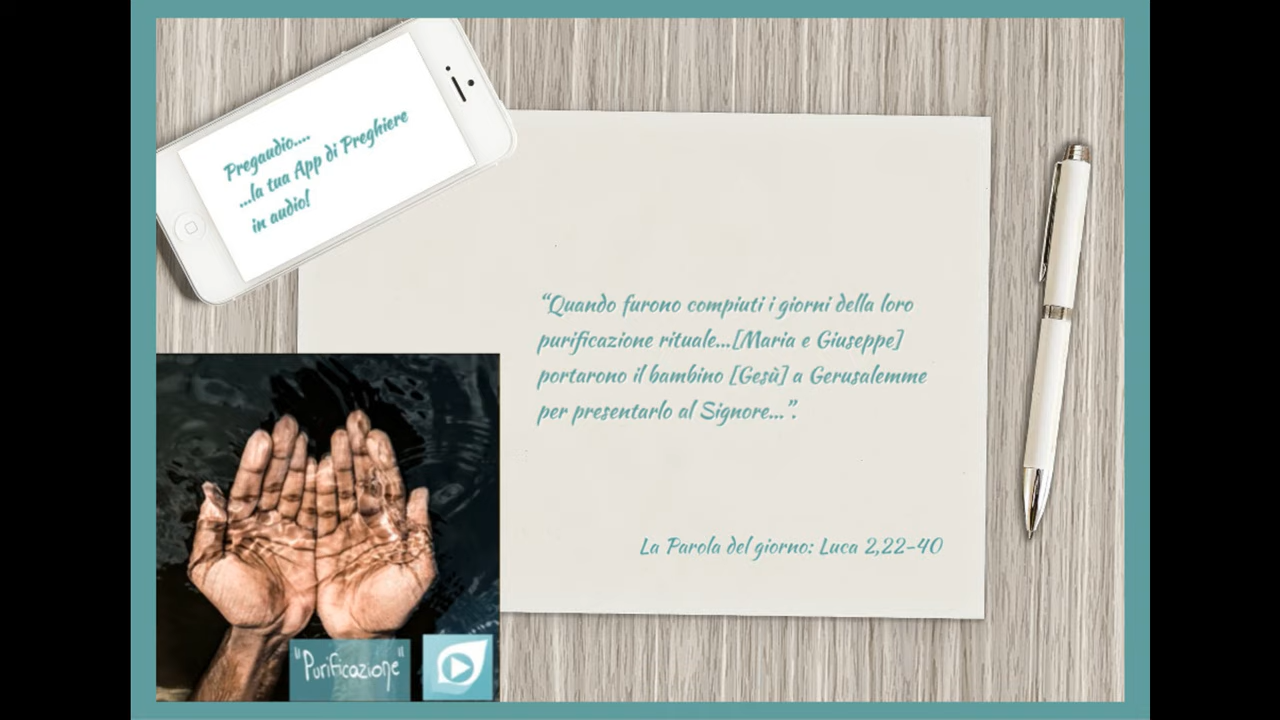 Pregaudio....
...la tua App di Preghiere
in audio!
“Quando furono compiuti i giorni della loro
purificazione rituale...[Maria e Giuseppe]
portarono il bambino [Gesù] a Gerusalemme
per presentarlo al Signore...”.
La Parola del giorno: Luca 2,22-40
"Purificazione"